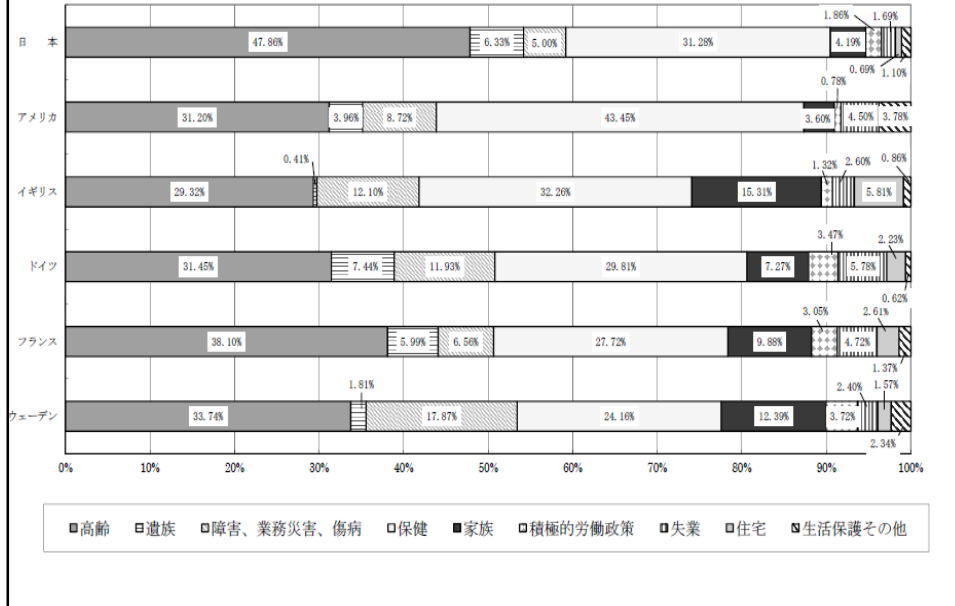 1.86% 1.69%
日 本 47.86% 6.33% 5.00% 31.28% 4.19%
0.69% 1.10%
0.78%
アメリカ 31.20% 3.96% 8.72% 43.45% 3.60% 4.50% 3.78%
0.41% 1.32% 2.60% 0.86%
イギリス 29.32% 12.10% 32.26% 15.31% 5.81%
3.47% 2.23%
ドイツ 31.45% 7.44% 11.93% 29.81% 7.27% 5.78%
0.62%
3.05% 2.61%
フランス 38.10% 5.99% 6.56% 27.72% 9.88% 4.72%
1.37%
1.81% 2.40% 1.57%
ウェーデン 33.74% 17.87% 24.16% 12.39% 3.72%
2.34%
0% 10% 20% 30% 40% 50% 60% 70% 80% 90% 100%
高齢 遺族 障害、業務災害、傷病 保健 家族 積極的労働政策 失業 住宅 生活保護その他